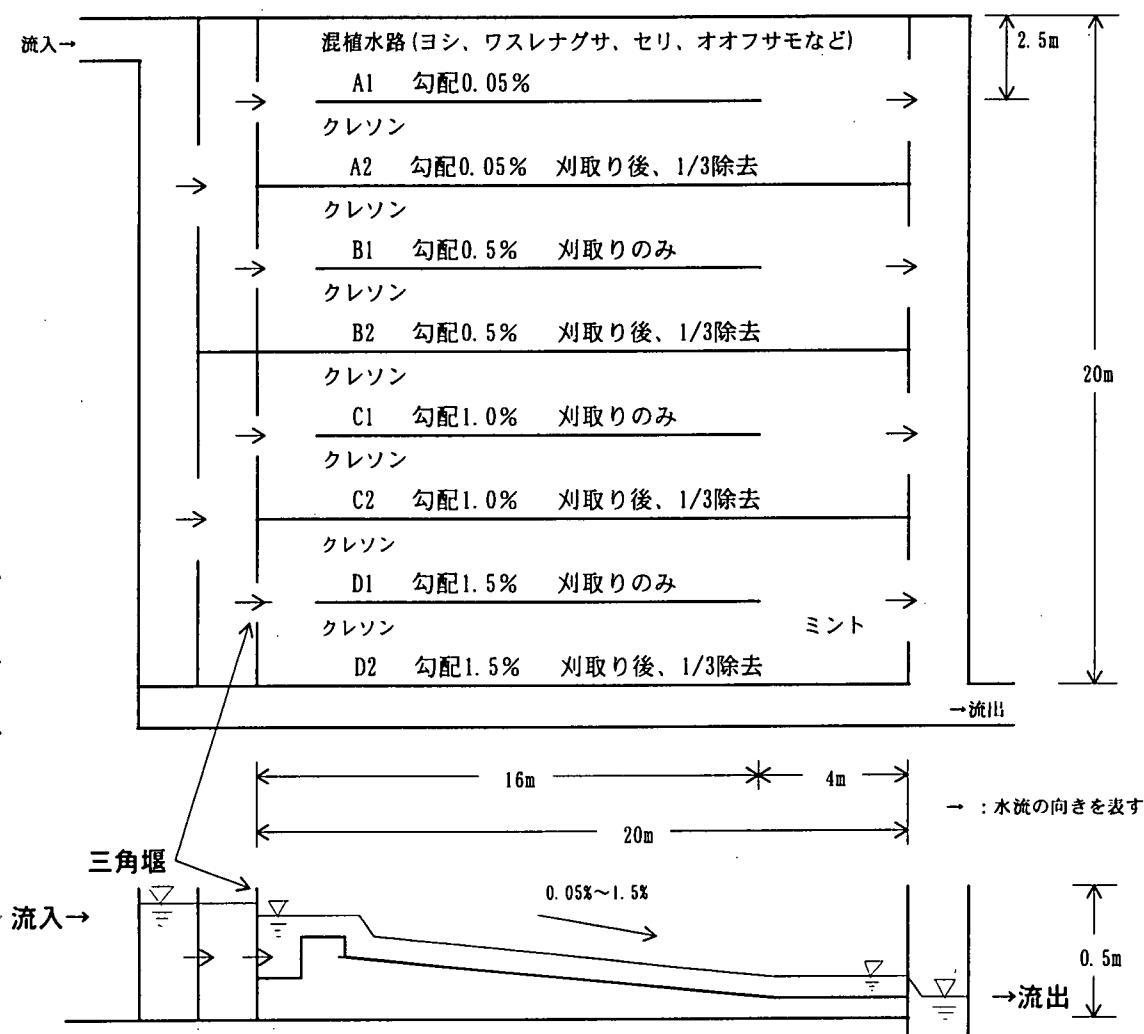 流入→
混植水路(ヨシ、ワスレナグサ、セリ、オオフサモなど)
2.5m
A1 勾配0.05%
クレソン
A2 勾配0.05% 刈取り後、1/3除去
クレソン
B1 勾配0.5% 刈取りのみ
クレソン
B2 勾配0.5% 刈取り後、1/3除去
クレソン
20m
C1 勾配1.0% 刈取りのみ
クレソン
C2 勾配1.0% 刈取り後、1/3除去
クレソン
D1 勾配1.5% 刈取りのみ
クレソン
ミント
D2 勾配1.5% 刈取り後、1/3除去
→流出
16m
4m
→ :水流の向きを表す
20m
三角堰
0.05%~1.5%
流入→
0.5m
→流出